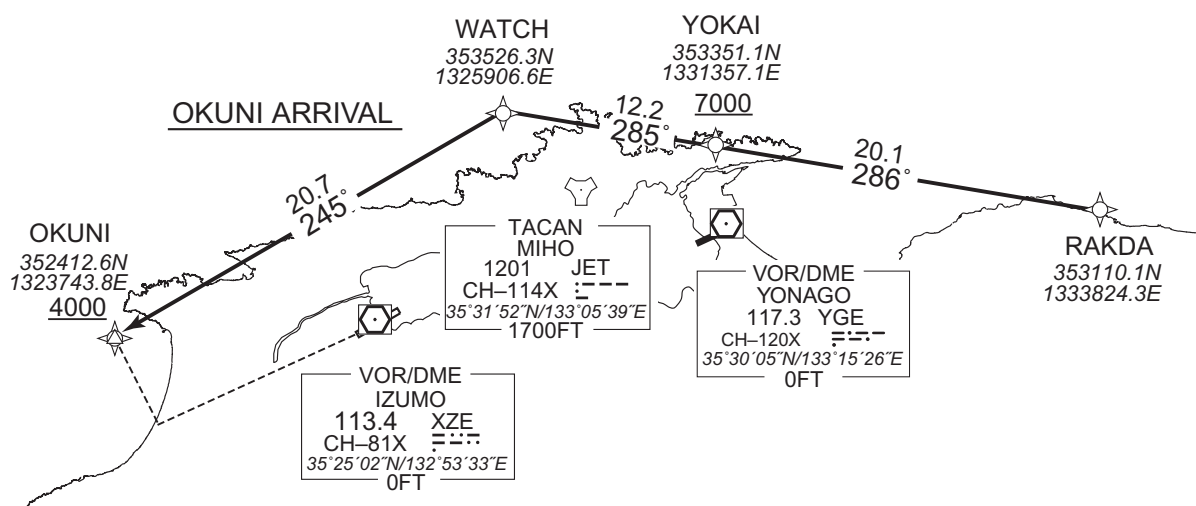 WATCH
353526.3N
1325906.6E
YOKAI
353351.1N
1331357.1E
7000
OKUNI ARRIVAL
12.2
285°
20.1
286°
20.7
245°
OKUNI
352412.6N
1323743.8E
4000
RAKDA
353110.1N
1333824.3E
TACAN
MIHO
1201 JET
CH–114X
35°31´52˝N/133°05´39˝E
1700FT
VOR/DME
YONAGO
117.3 YGE
CH–120X
35°30´05˝N/133°15´26˝E
0FT
VOR/DME
IZUMO
113.4 XZE
CH–81X
35°25´02˝N/132°53´33˝E
0FT